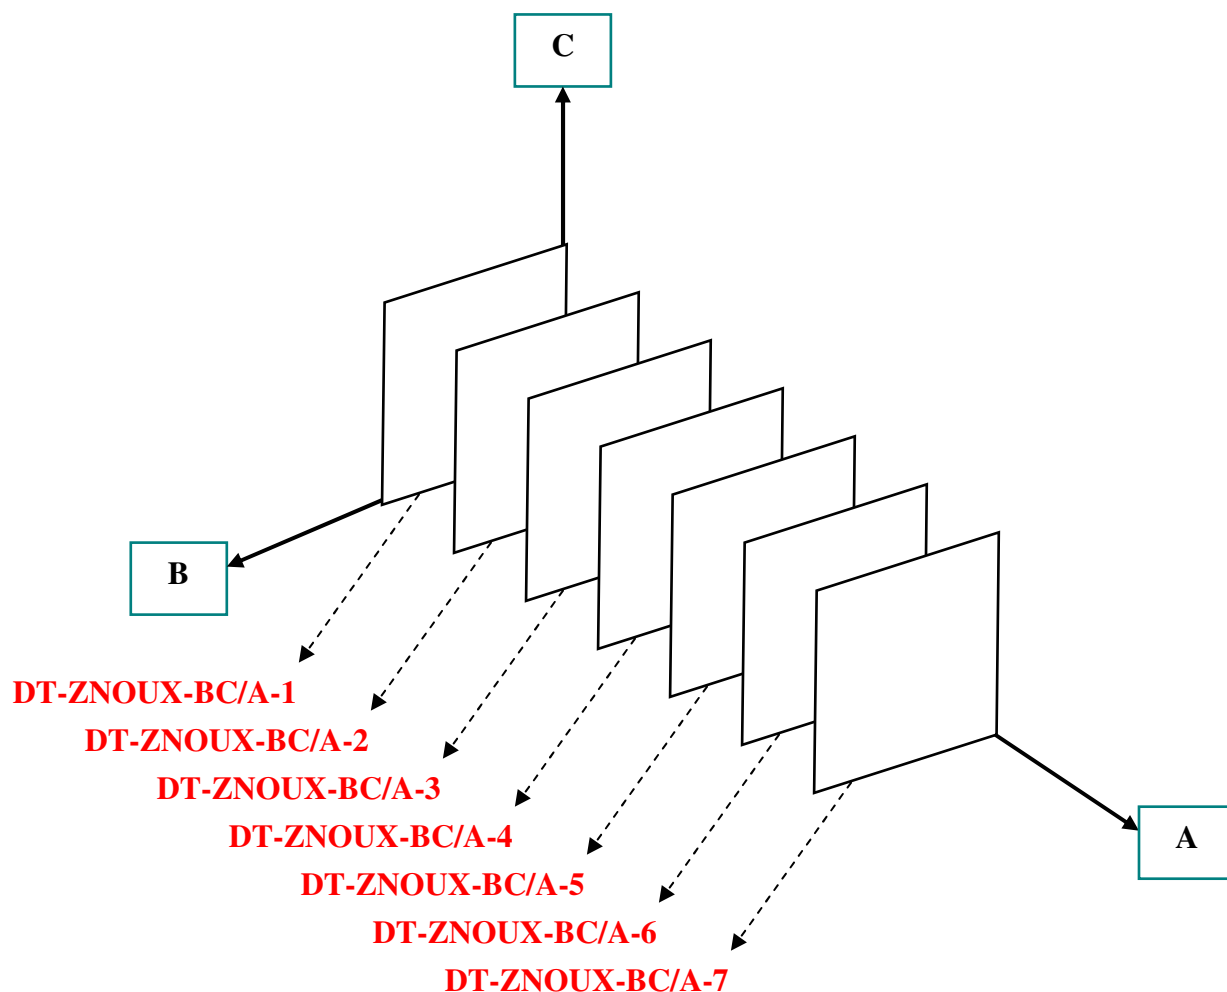 C
B
DT-ZNOUX-BC/A-1
DT-ZNOUX-BC/A-2
DT-ZNOUX-BC/A-3
DT-ZNOUX-BC/A-4
A
DT-ZNOUX-BC/A-5
DT-ZNOUX-BC/A-6
DT-ZNOUX-BC/A-7